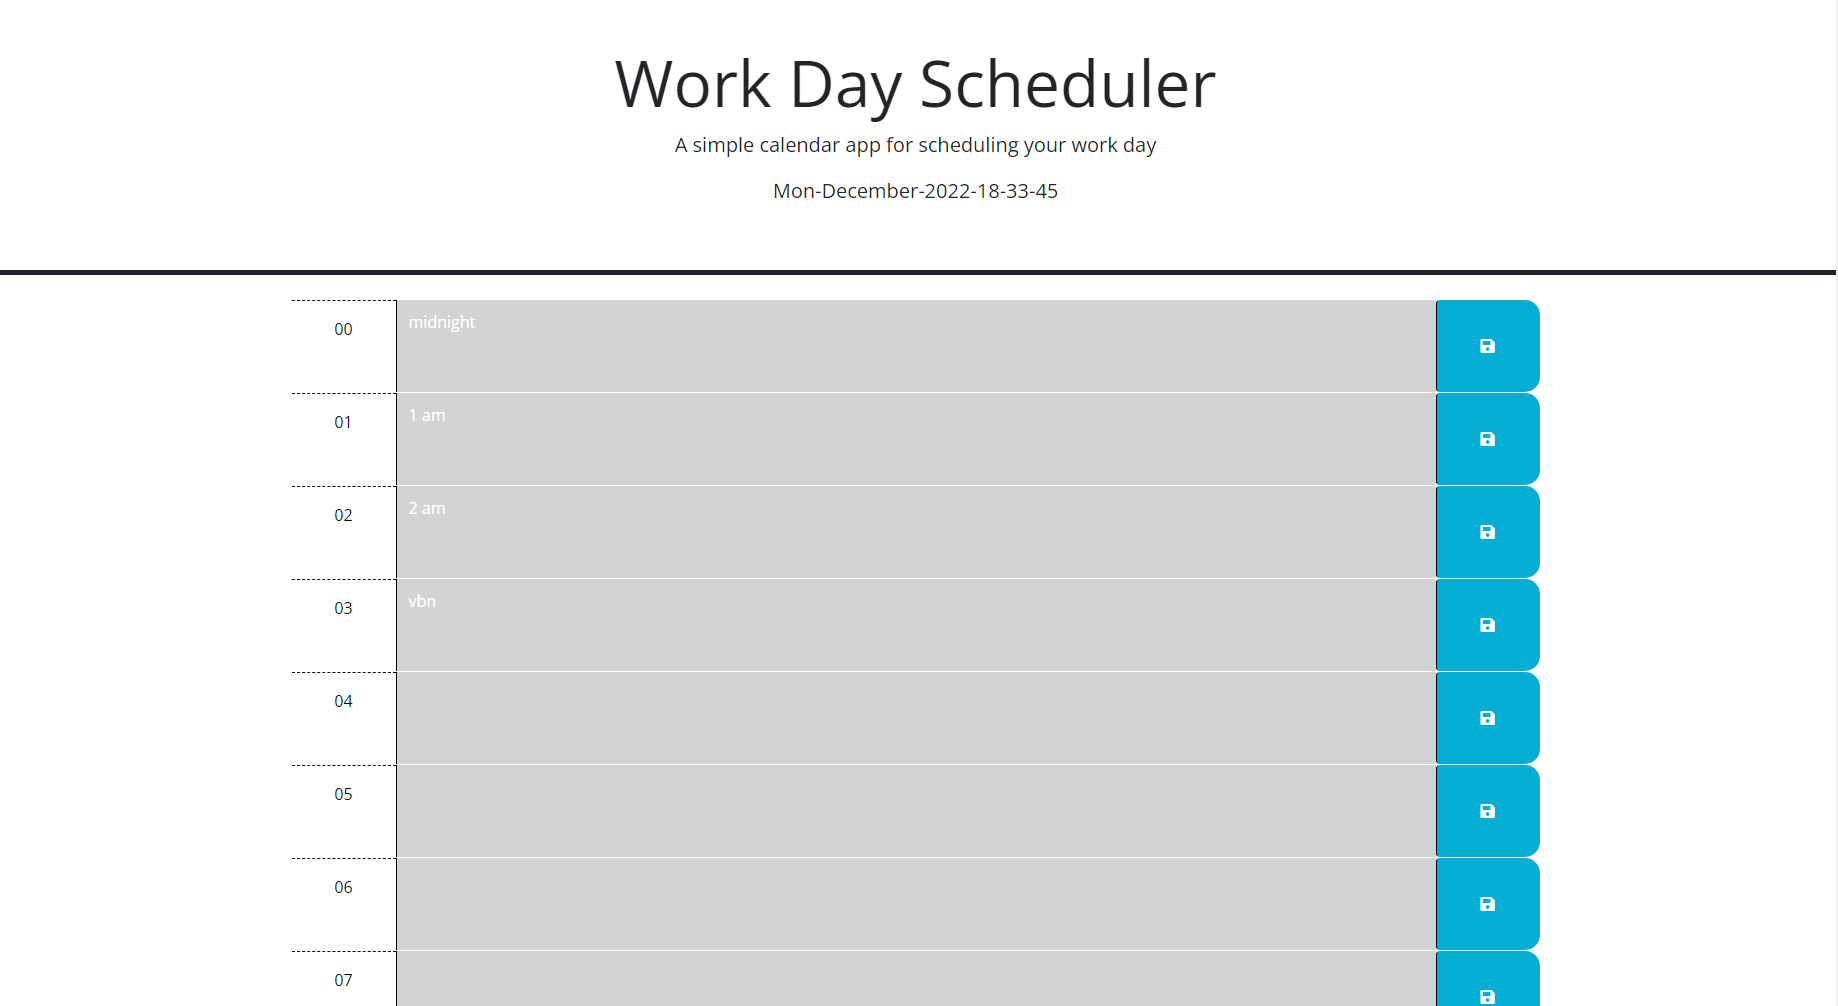 Work Day Scheduler
A simple calendar app for scheduling your work day
Mon-December-2022-18-33-45
00 midnight
01 1 am
02 2 am
03 vbn
04
05
06
07